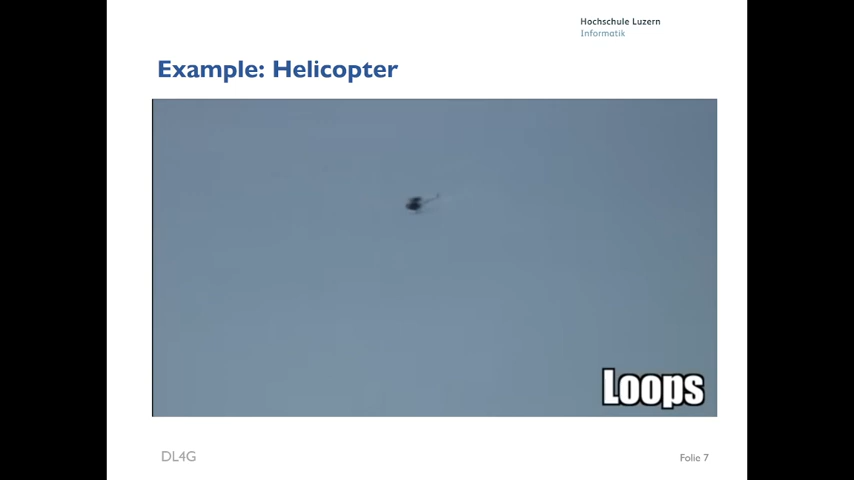 Hochschule Luzern
Informatik
Example: Helicopter
Loops
DL4G
Folie 7